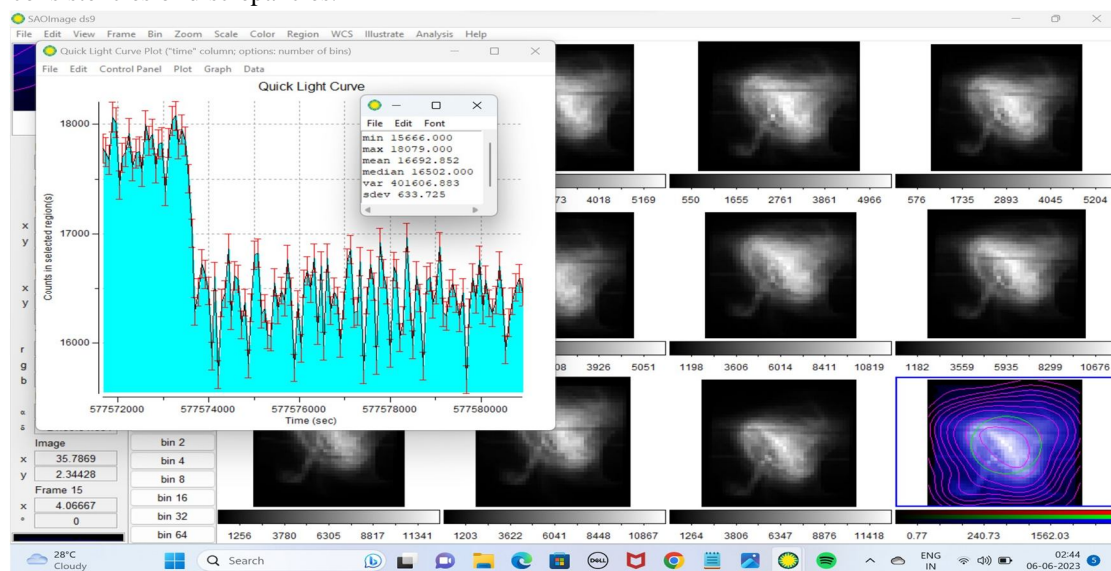 SAOImage ds9
File Edit View Frame Bin Zoom Scale Color Region WCS Illustrate Analysis Help
Quick Light Curve Plot ("time" column; options: number of bins)
File Edit Control Panel Plot Graph Data
Quick Light Curve
File Edit Font
min 15666.000
max 18079.000
mean 16692.852
median 16502.000
var 401606.883
sdev 633.725
18000
17000
16000
Counts in selected region(s)
577572000 577574000 577576000 577578000 577580000
Time (sec)
4018 5169 550 1655 2761 3861 4966 576 1735 2893 4045 5204
3926 5051 1198 3606 6014 8411 10819 1182 3559 5935 8299 10676
x
y
x
y
r
g
b
Image
x 35.7869
y 2.34428
Frame 15
x 4.06667
° 0
bin 2
bin 4
bin 8
bin 16
bin 32
bin 64
1256 3780 6305 8817 11341 1203 3622 6041 8448 10867 1264 3806 6347 8876 11418 0.77 240.73 1562.03
28°C
Cloudy
Search
DELL
ENG
IN
02:44
06-06-2023